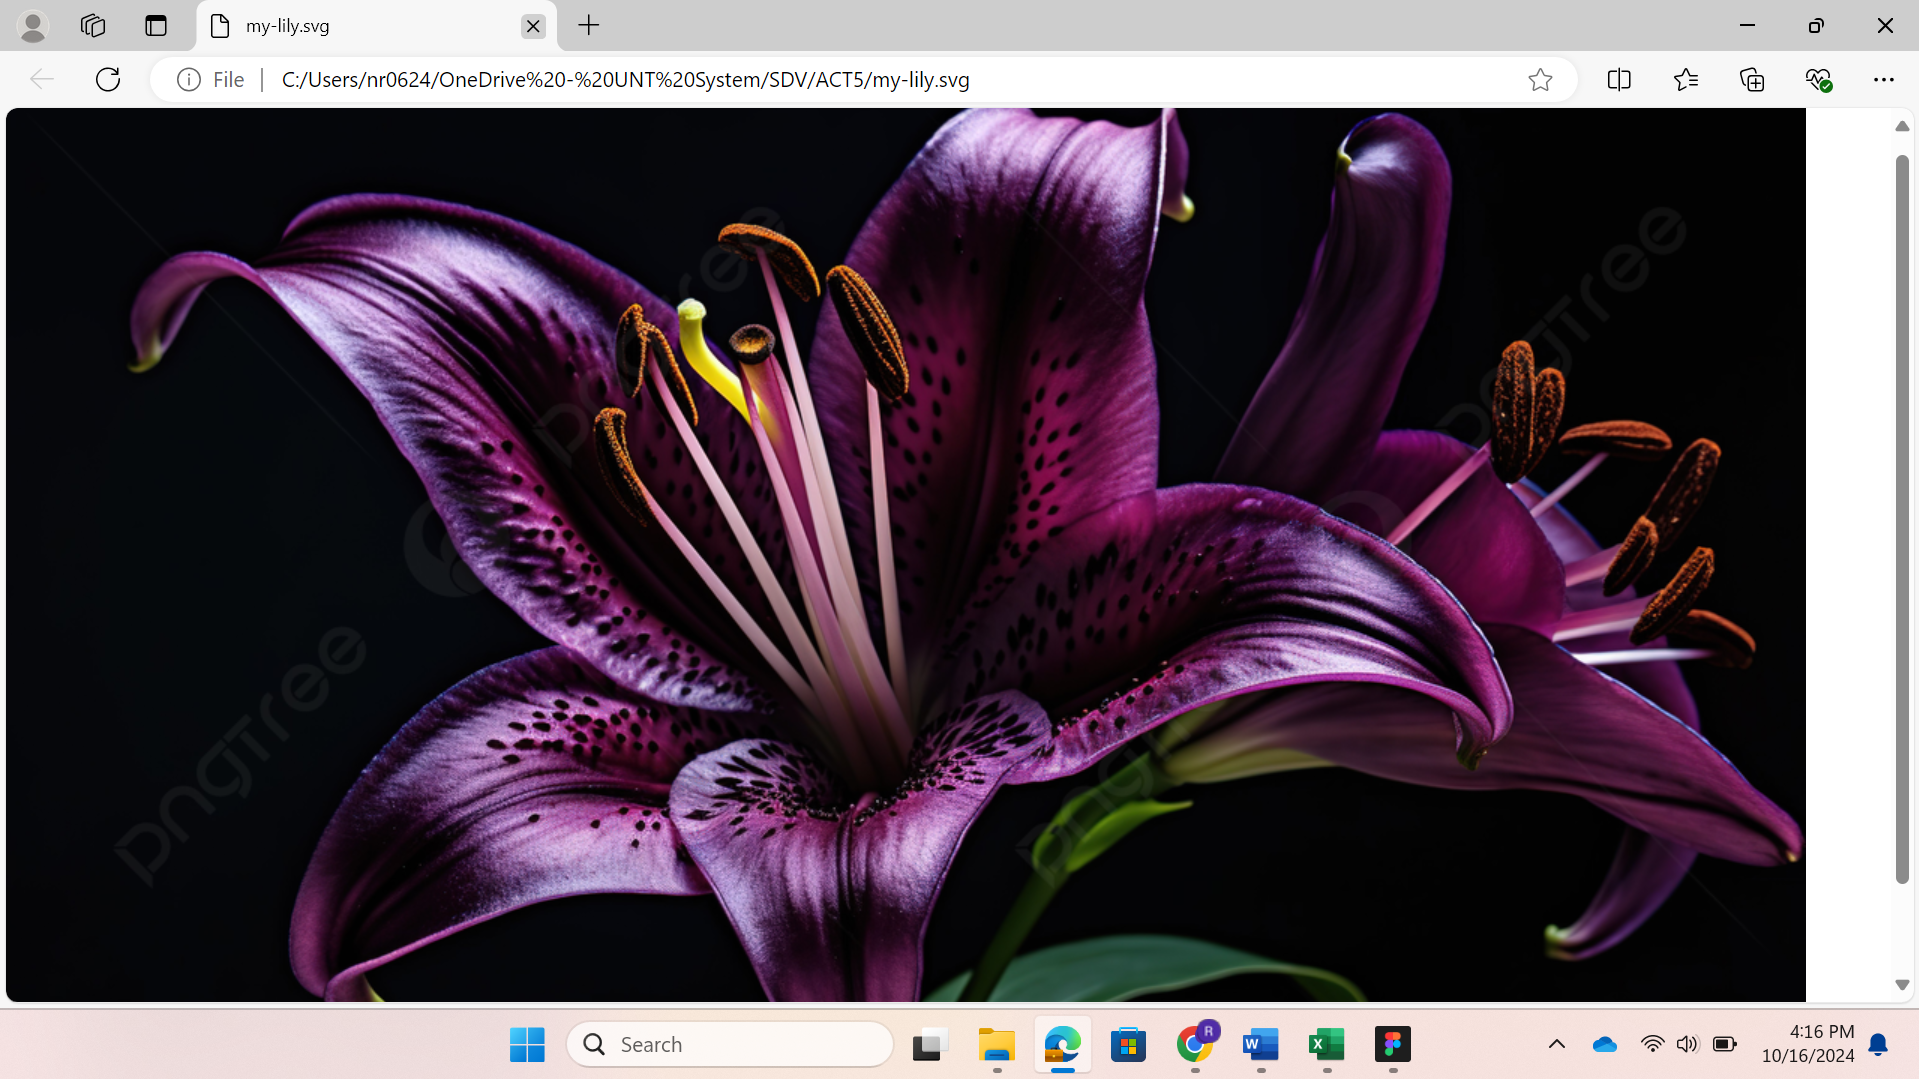 my-lily.svg
File
C:/Users/nr0624/OneDrive%20-%20UNT%20System/SDV/ACT5/my-lily.svg
pngtree
pngtree
pngtree
pngtree
Search
R
W
X
4:16 PM
10/16/2024